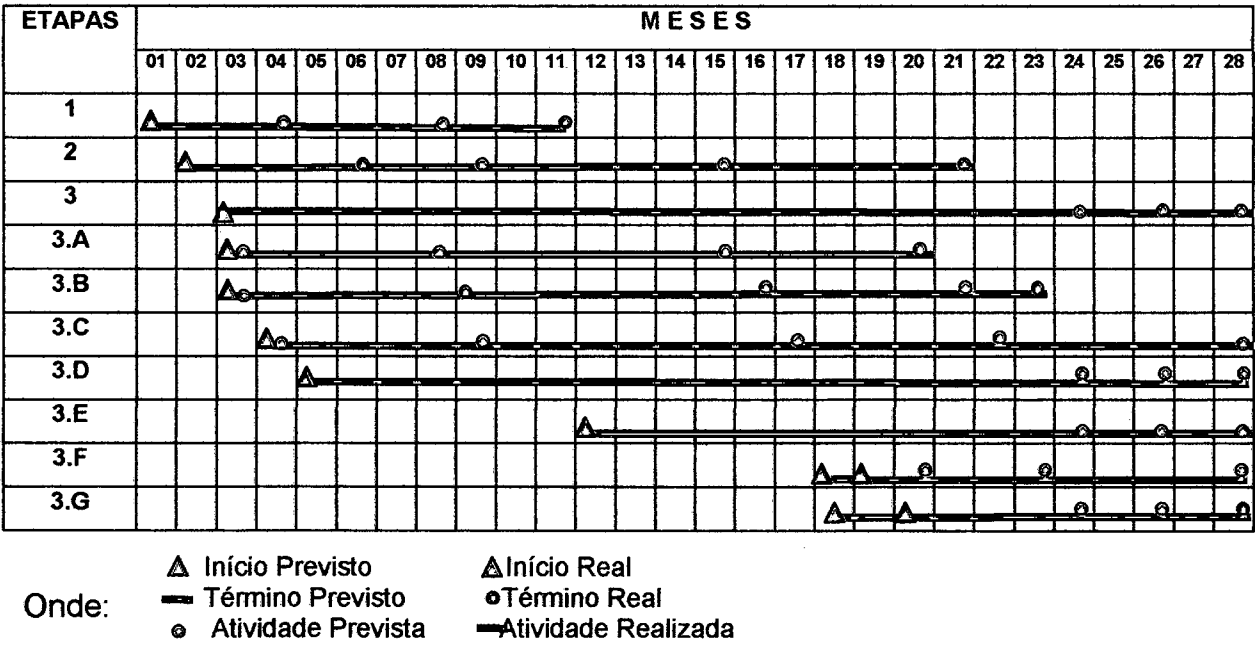 ETAPAS MESES
01 02 03 04 05 06 07 08 09 10 11 12 13 14 15 16 17 18 19 20 21 22 23 24 25 26 27 28
1
2
3
3.A
3.B
3.C
3.D
3.E
3.F
3.G
Onde:
Início Previsto Início Real
Término Previsto Término Real
Atividade Prevista Atividade Realizada